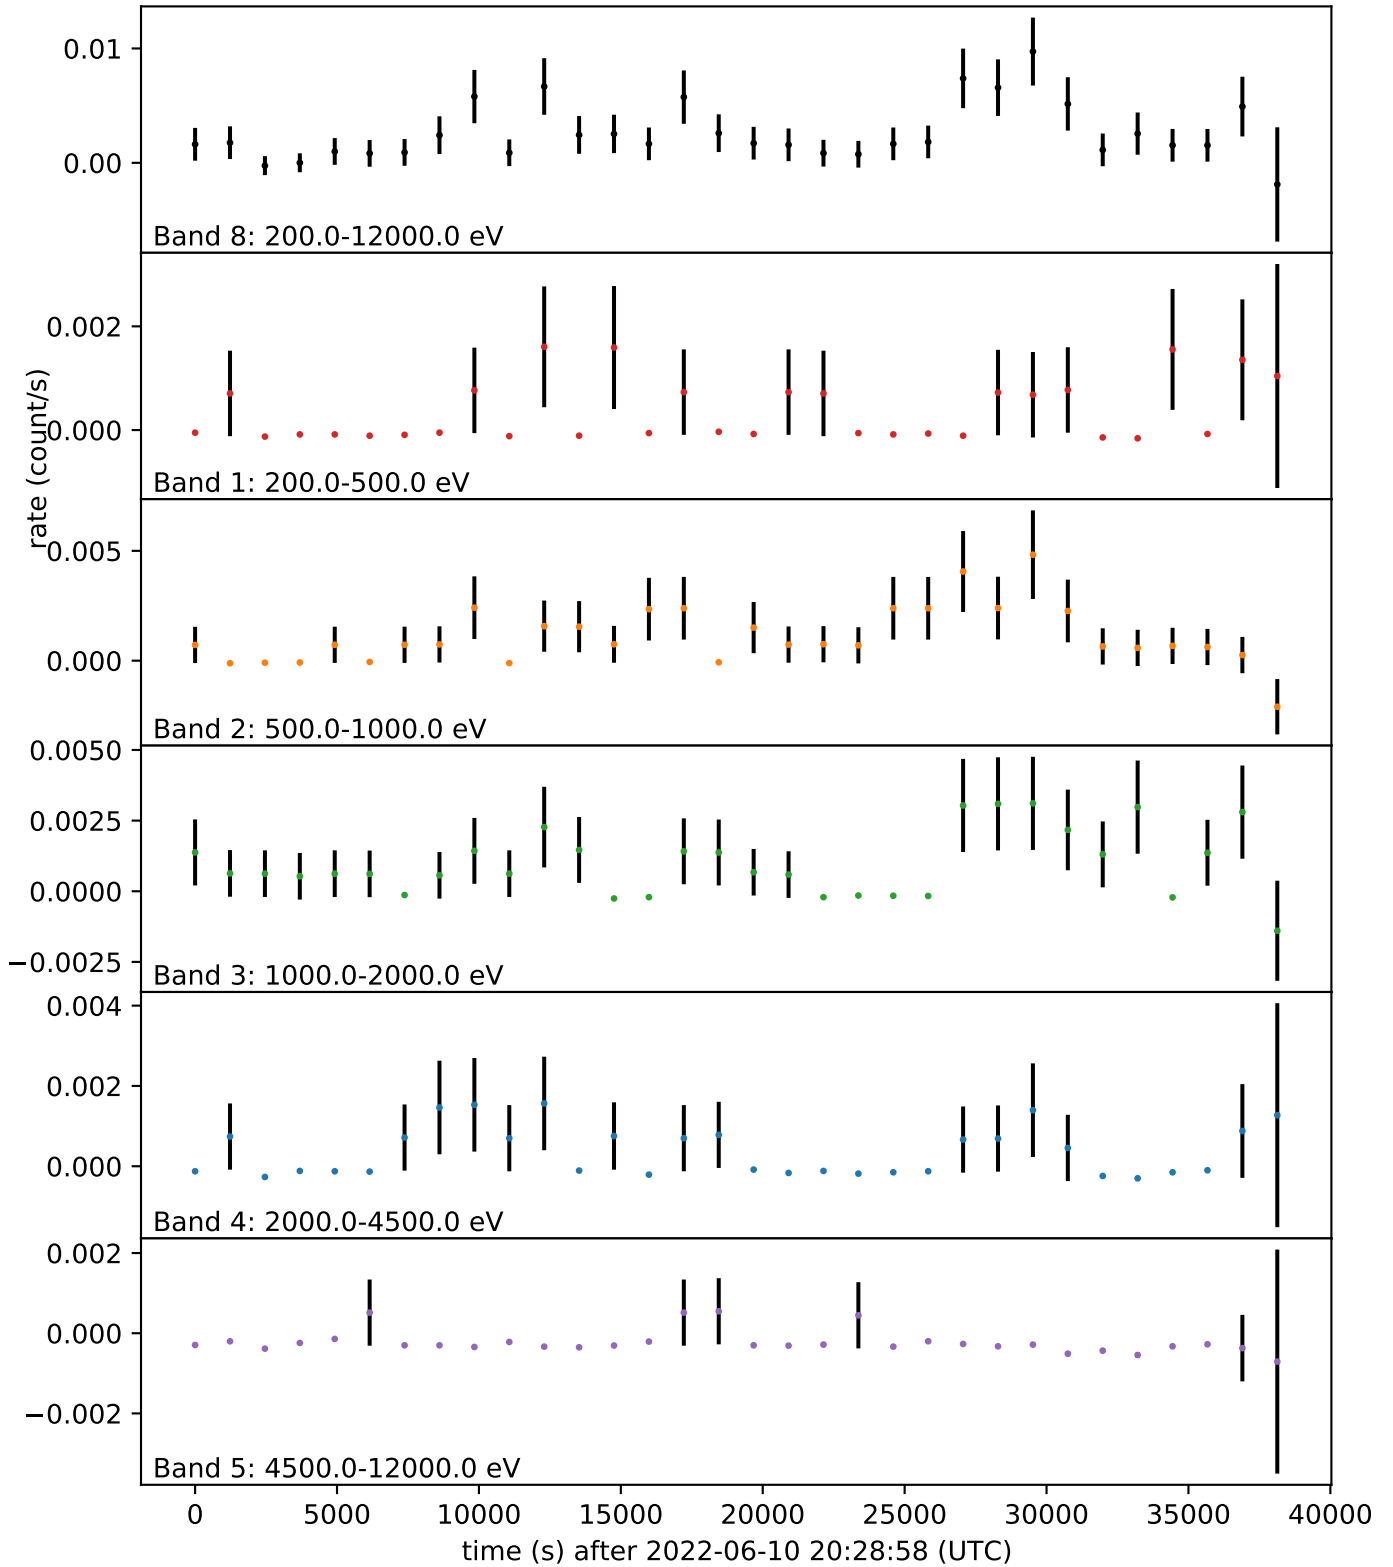 0.01
0.00
Band 8: 200.0-12000.0 eV
0.002
0.000
Band 1: 200.0-500.0 eV
rate (count/s)
0.005
0.000
Band 2: 500.0-1000.0 eV
0.0050
0.0025
0.0000
−0.0025
Band 3: 1000.0-2000.0 eV
0.004
0.002
0.000
Band 4: 2000.0-4500.0 eV
0.002
0.000
−0.002
Band 5: 4500.0-12000.0 eV
0 5000 10000 15000 20000 25000 30000 35000 40000
time (s) after 2022-06-10 20:28:58 (UTC)